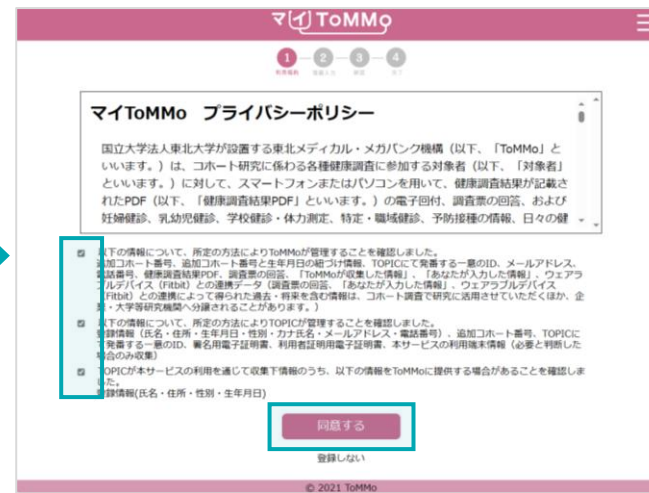 マイToMMo
1 2 3 4
利用規約 情報入力 確認 完了
マイToMMo プライバシーポリシー
国立大学法人東北大学が設置する東北メディカル・メガバンク機構（以下、「ToMMo」と
いいます。）は、コホート研究に係わる各種健康調査に参加する対象者（以下、「対象者」
といいます。）に対して、スマートフォンまたはパソコンを用いて、健康調査結果が記載さ
れたPDF（以下、「健康調査結果PDF」といいます。）の電子回付、調査票の回答、および
妊婦健診、乳幼児健診、学校健診・体力測定、特定・職域健診、予防接種の情報、日々の健
以下の情報について、所定の方法によりToMMoが管理することを確認しました。
追加コホート番号、追加コホート番号と生年月日の紐づけ情報、TOPICにて発番する一意のID、メールアドレス、
電話番号、健康調査結果PDF、調査票の回答、「ToMMoが収集した情報」、「あなたが入力した情報」、ウェアラ
ブルデバイス（Fitbit）との連携データ（調査票の回答、「あなたが入力した情報」、ウェアラブルデバイス
（Fitbit）との連携によって得られた過去・将来を含む情報は、コホート調査で研究に活用させていただくほか、企
業・大学等研究機関へ分譲されることがあります。）
以下の情報について、所定の方法によりTOPICが管理することを確認しました。
登録情報（氏名・住所・生年月日・性別・カナ氏名・メールアドレス・電話番号）、追加コホート番号、TOPICに
て発番する一意のID、署名用電子証明書、利用者証明用電子証明書、本サービスの利用端末情報（必要と判断した
場合のみ収集）
TOPICが本サービスの利用を通じて収集下情報のうち、以下の情報をToMMoに提供する場合があることを確認しま
した。
登録情報(氏名・住所・性別・生年月日)
同意する
登録しない
© 2021 ToMMo